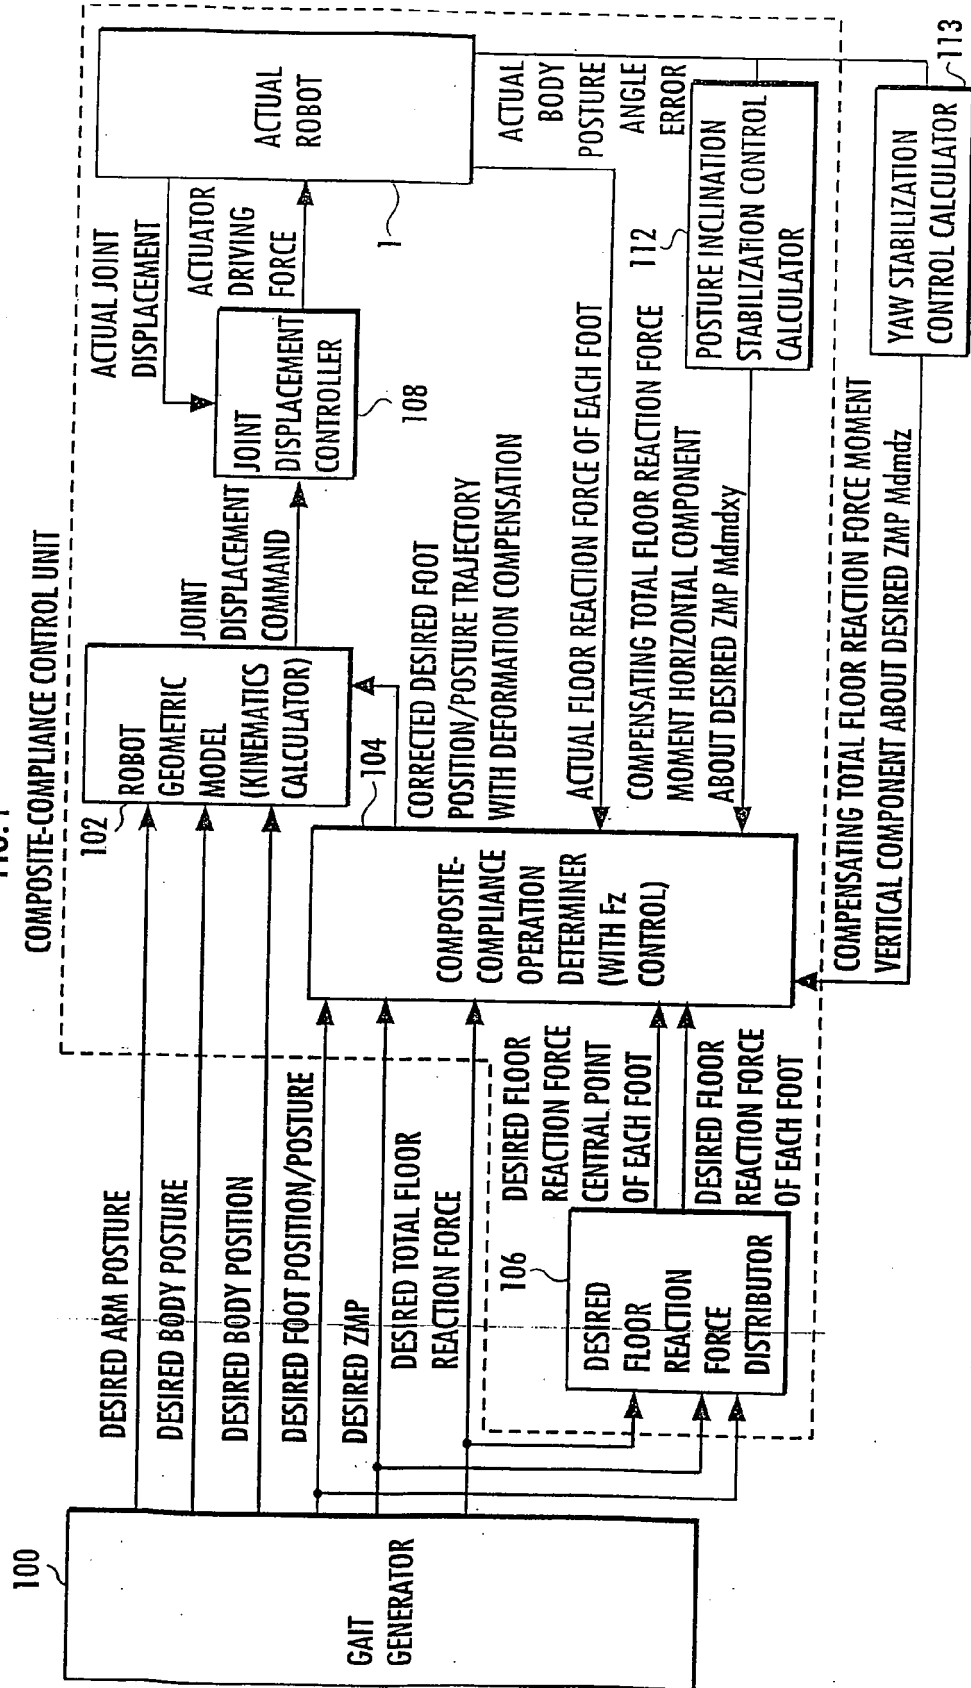 COMPOSITE-COMPLIANCE CONTROL UNIT
100
GAIT
GENERATOR
DESIRED ARM POSTURE
DESIRED BODY POSTURE
DESIRED BODY POSITION
DESIRED FOOT POSITION/POSTURE
DESIRED ZMP
DESIRED TOTAL FLOOR
REACTION FORCE
106
DESIRED
FLOOR
REACTION
FORCE
DISTRIBUTOR
DESIRED FLOOR
REACTION FORCE
CENTRAL POINT
OF EACH FOOT
DESIRED FLOOR
REACTION FORCE
OF EACH FOOT
102
ROBOT
GEOMETRIC
MODEL
(KINEMATICS
CALCULATOR)
104
COMPOSITE-
COMPLIANCE
OPERATION
DETERMINER
(WITH Fz
CONTROL)
CORRECTED DESIRED FOOT
POSITION/POSTURE TRAJECTORY
WITH DEFORMATION COMPENSATION
JOINT
DISPLACEMENT
COMMAND
JOINT
DISPLACEMENT
CONTROLLER
108
ACTUAL JOINT
DISPLACEMENT
ACTUATOR
DRIVING
FORCE
ACTUAL
ROBOT
1
ACTUAL FLOOR REACTION FORCE OF EACH FOOT
ACTUAL
BODY
POSTURE
ANGLE
ERROR
112
POSTURE INCLINATION
STABILIZATION CONTROL
CALCULATOR
COMPENSATING TOTAL FLOOR REACTION FORCE
MOMENT HORIZONTAL COMPONENT
ABOUT DESIRED ZMP Mdmdxy
113
YAW STABILIZATION
CONTROL CALCULATOR
COMPENSATING TOTAL FLOOR REACTION FORCE MOMENT
VERTICAL COMPONENT ABOUT DESIRED ZMP Mdmdz